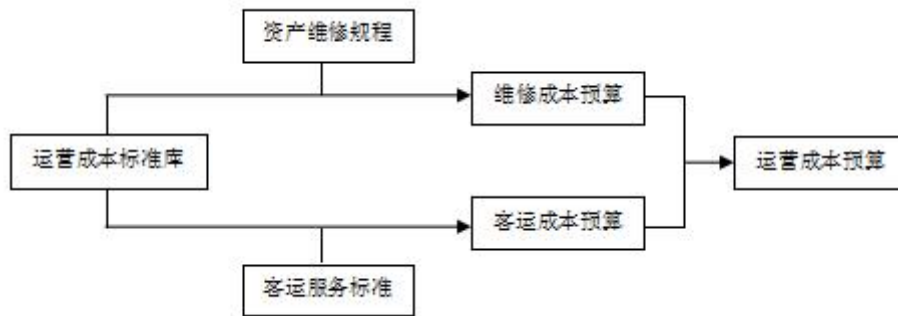 资产维修规程
维修成本预算
运营成本标准库
运营成本预算
客运成本预算
客运服务标准